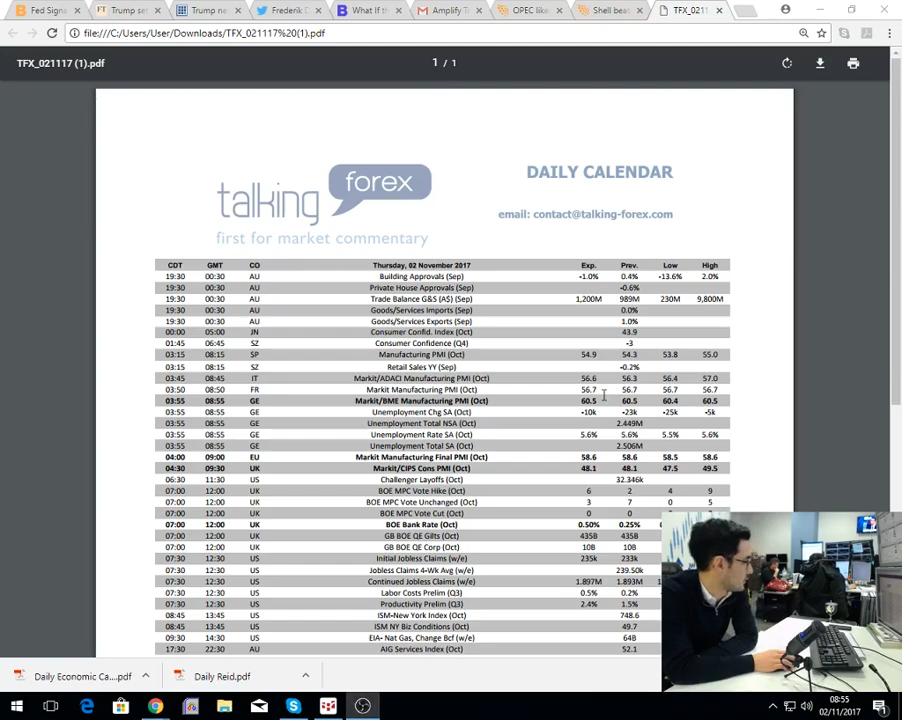 Fed Signa
Trump se
Trump ne
Frederik D
What If th
Amplify T
OPEC like
Shell beat
TFX_0211
file:///C:/Users/User/Downloads/TFX_021117%20(1).pdf
TFX_021117 (1).pdf
1 / 1
talking forex
first for market commentary
DAILY CALENDAR
email: contact@talking-forex.com
CDT GMT CO Thursday, 02 November 2017 Exp. Prev. Low High
19:30 00:30 AU Building Approvals (Sep) -1.0% 0.4% -13.6% 2.0%
19:30 00:30 AU Private House Approvals (Sep) -0.6%
19:30 00:30 AU Trade Balance G&S (A$) (Sep) 1,200M 989M 230M 9,800M
19:30 00:30 AU Goods/Services Imports (Sep) 0.0%
19:30 00:30 AU Goods/Services Exports (Sep) 1.0%
00:00 05:00 JN Consumer Confid. Index (Oct) 43.9
01:45 06:45 SZ Consumer Confidence (Q4) -3
03:15 08:15 SP Manufacturing PMI (Oct) 54.9 54.3 53.8 55.0
03:15 08:15 SZ Retail Sales YY (Sep) -0.2%
03:45 08:45 IT Markit/ADACI Manufacturing PMI (Oct) 56.6 56.3 56.4 57.0
03:50 08:50 FR Markit Manufacturing PMI (Oct) 56.7 56.7 56.7 56.7
03:55 08:55 GE Markit/BME Manufacturing PMI (Oct) 60.5 60.5 60.4 60.5
03:55 08:55 GE Unemployment Chg SA (Oct) -10k -23k -25k -5k
03:55 08:55 GE Unemployment Total NSA (Oct) 2.449M
03:55 08:55 GE Unemployment Rate SA (Oct) 5.6% 5.6% 5.5% 5.6%
03:55 08:55 GE Unemployment Total SA (Oct) 2.506M
04:00 09:00 EU Markit Manufacturing Final PMI (Oct) 58.6 58.6 58.5 58.6
04:30 09:30 UK Markit/CIPS Cons PMI (Oct) 48.1 48.1 47.5 49.5
06:30 11:30 US Challenger Layoffs (Oct) 32.346k
07:00 12:00 UK BOE MPC Vote Hike (Oct) 6 2 4 9
07:00 12:00 UK BOE MPC Vote Unchanged (Oct) 3 7 0 5
07:00 12:00 UK BOE MPC Vote Cut (Oct) 0 0
07:00 12:00 UK BOE Bank Rate (Oct) 0.50% 0.25%
07:00 12:00 UK GB BOE QE Gilts (Oct) 435B 435B
07:00 12:00 UK GB BOE QE Corp (Oct) 10B 10B
07:30 12:30 US Initial Jobless Claims (w/e) 235k 233k
07:30 12:30 US Jobless Claims 4-Wk Avg (w/e) 239.50k
07:30 12:30 US Continued Jobless Claims (w/e) 1.897M 1.893M
07:30 12:30 US Labor Costs Prelim (Q3) 0.5% 0.2%
07:30 12:30 US Productivity Prelim (Q3) 2.4% 1.5%
08:45 13:45 US ISM-New York Index (Oct) 748.6
08:45 13:45 US ISM NY Biz Conditions (Oct) 49.7
09:30 14:30 US EIA- Nat Gas, Change Bcf (w/e) 64B
17:30 22:30 AU AIG Services Index (Oct) 52.1
Daily Economic Ca....pdf
Daily Reid.pdf
08:55
02/11/2017